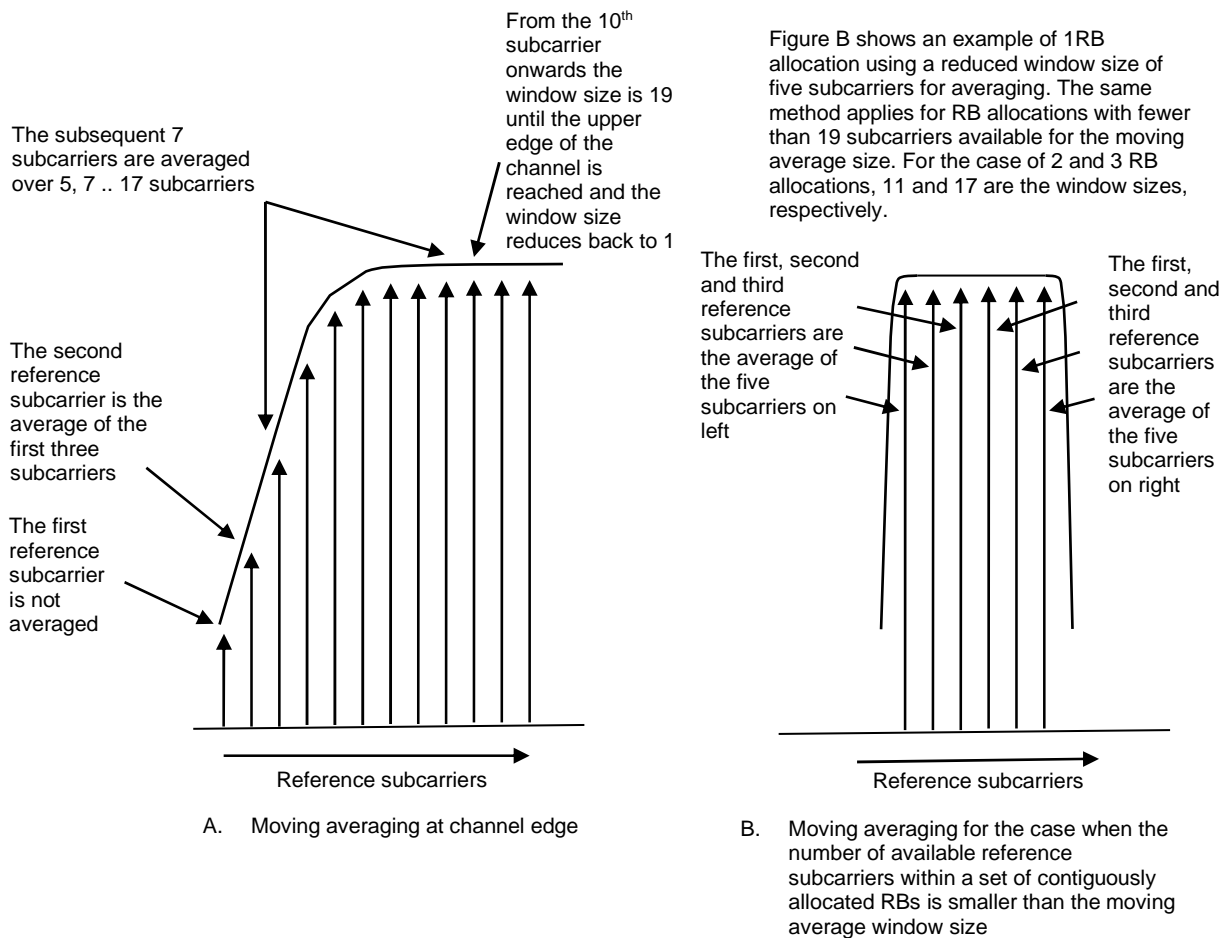 From the 10th
subcarrier
onwards the
window size is 19
until the upper
edge of the
channel is
reached and the
window size
reduces back to 1
The subsequent 7
subcarriers are averaged
over 5, 7 .. 17 subcarriers
The second
reference
subcarrier is the
average of the
first three
subcarriers
The first
reference
subcarrier
is not
averaged
Reference subcarriers
A. Moving averaging at channel edge
Figure B shows an example of 1RB
allocation using a reduced window size of
five subcarriers for averaging. The same
method applies for RB allocations with fewer
than 19 subcarriers available for the moving
average size. For the case of 2 and 3 RB
allocations, 11 and 17 are the window sizes,
respectively.
The first, second
and third
reference
subcarriers are
the average of
the five
subcarriers on
left
The first,
second and
third
reference
subcarriers
are the
average of
the five
subcarriers
on right
Reference subcarriers
B. Moving averaging for the case when the
number of available reference
subcarriers within a set of contiguously
allocated RBs is smaller than the moving
average window size